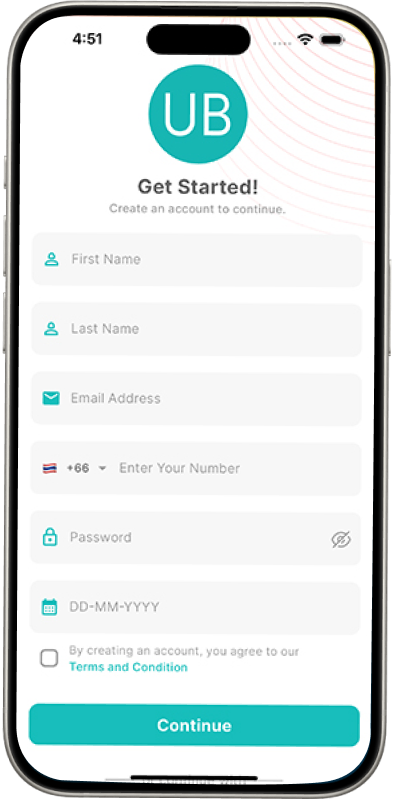 4:51
UB
Get Started!
Create an account to continue.
First Name
Last Name
Email Address
+66 Enter Your Number
Password
DD-MM-YYYY
By creating an account, you agree to our
Terms and Condition
Continue